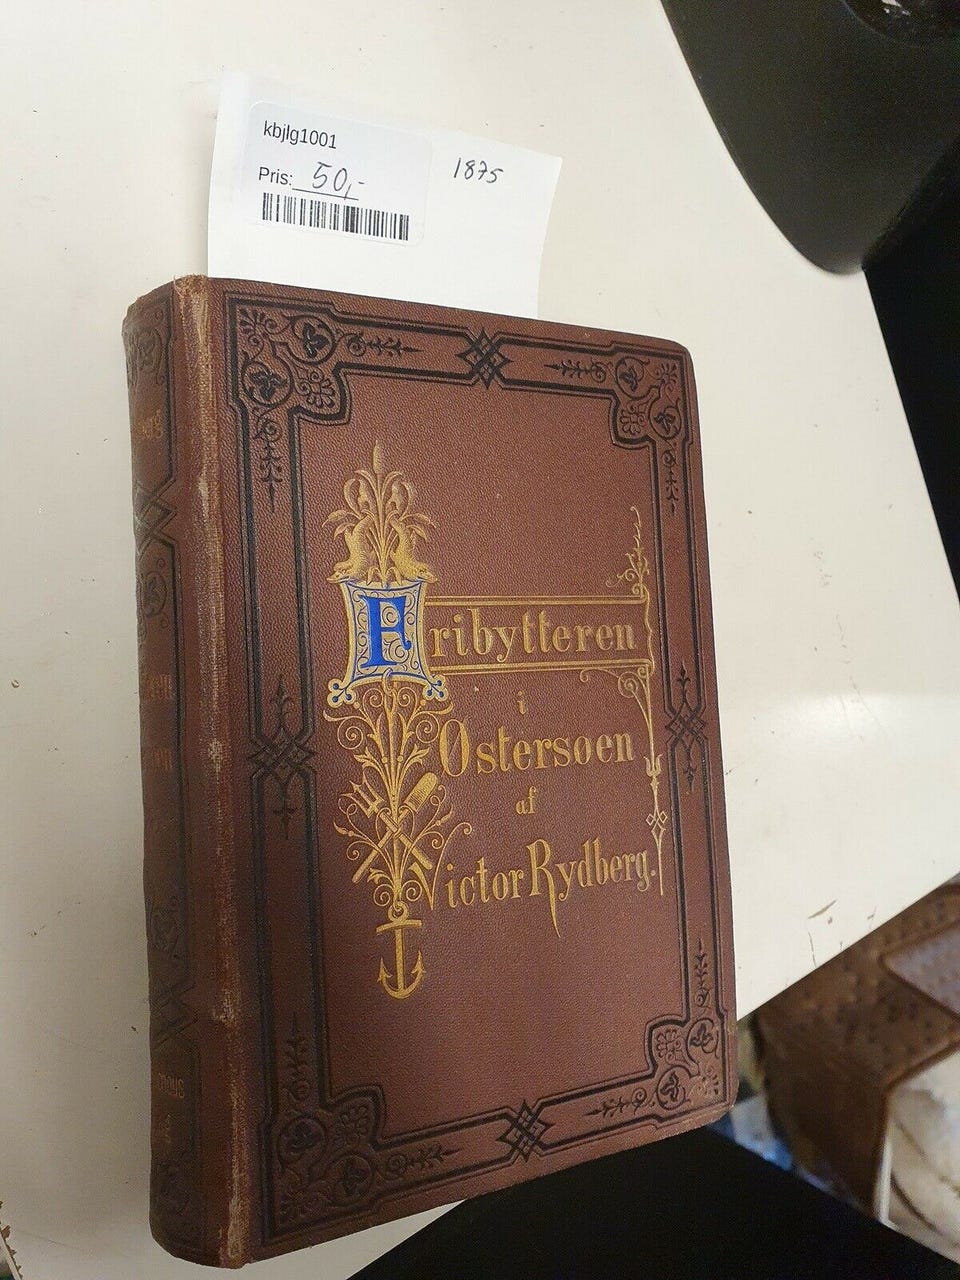 kbjlg1001
Pris: 50,-
1875
Fribytteren
i
Østersøen
af
Victor Rydberg.